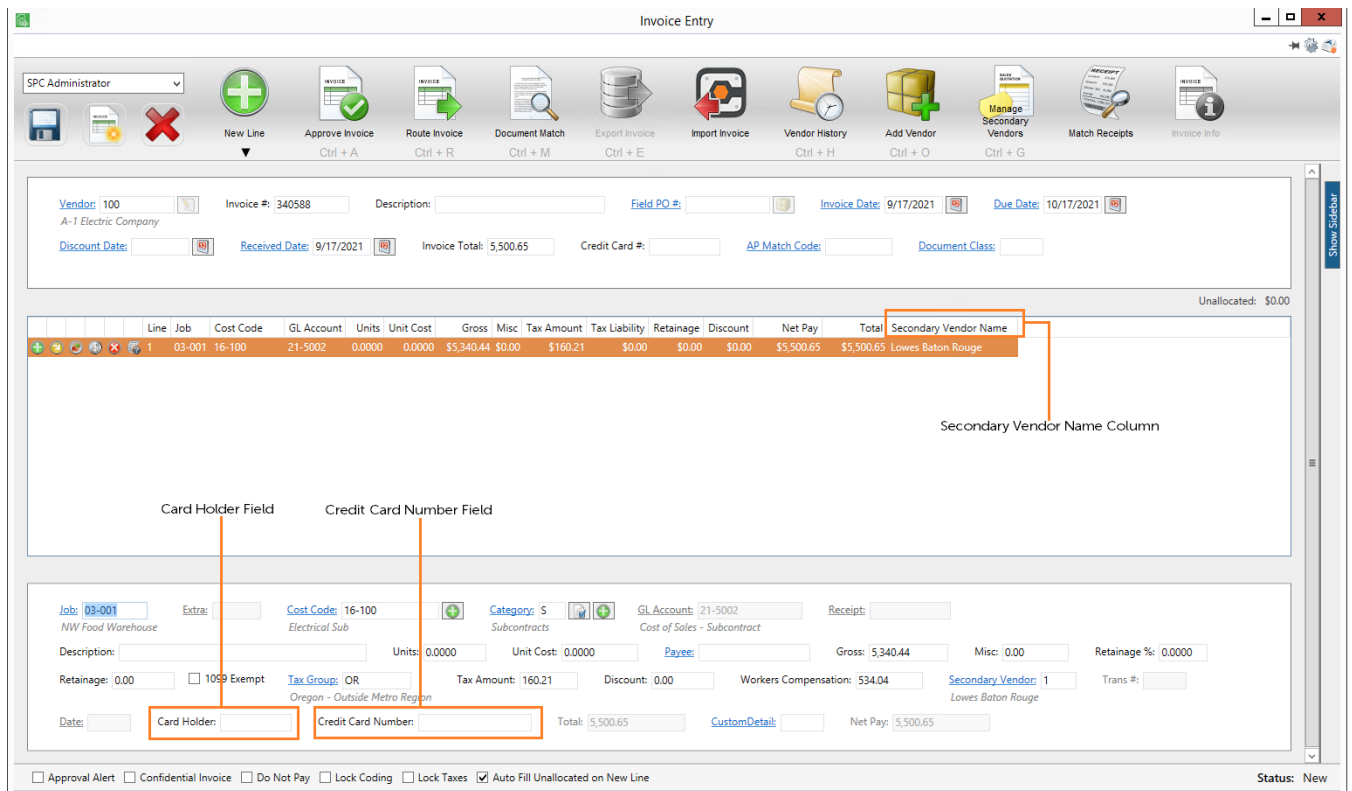 Invoice Entry
SPC Administrator
New Line
Approve Invoice
Ctrl + A
Route Invoice
Ctrl + R
Document Match
Ctrl + M
Export Invoice
Ctrl + E
Import Invoice
Vendor History
Ctrl + H
Add Vendor
Ctrl + O
Manage
Secondary
Vendors
Ctrl + G
Match Receipts
Invoice Info
INVOICE
INVOICE
INVOICE
RECEIPT
INVOICE
Show Sidebar
Vendor: 100 Invoice #: 340588 Description: Field PO #: Invoice Date: 9/17/2021 Due Date: 10/17/2021
A-1 Electric Company
Discount Date: Received Date: 9/17/2021 Invoice Total: 5,500.65 Credit Card #: AP Match Code: Document Class:
Unallocated: $0.00
Line Job Cost Code GL Account Units Unit Cost Gross Misc Tax Amount Tax Liability Retainage Discount Net Pay Total Secondary Vendor Name
1 03-001 16-100 21-5002 0.0000 0.0000 $5,340.44 $0.00 $160.21 $0.00 $0.00 $0.00 $5,500.65 $5,500.65 Lowes Baton Rouge
Secondary Vendor Name Column
Card Holder Field Credit Card Number Field
Job: 03-001 Extra: Cost Code: 16-100 Category: S GL Account: 21-5002 Receipt:
NW Food Warehouse Electrical Sub Subcontracts Cost of Sales - Subcontract
Description: Units: 0.0000 Unit Cost: 0.0000 Payee: Gross: 5,340.44 Misc: 0.00 Retainage %: 0.0000
Retainage: 0.00 1099 Exempt Tax Group: OR Tax Amount: 160.21 Discount: 0.00 Workers Compensation: 534.04 Secondary Vendor: 1 Trans #:
Oregon - Outside Metro Region Lowes Baton Rouge
Date: Card Holder: Credit Card Number: Total: 5,500.65 CustomDetail: Net Pay: 5,500.65
Approval Alert Confidential Invoice Do Not Pay Lock Coding Lock Taxes Auto Fill Unallocated on New Line Status: New